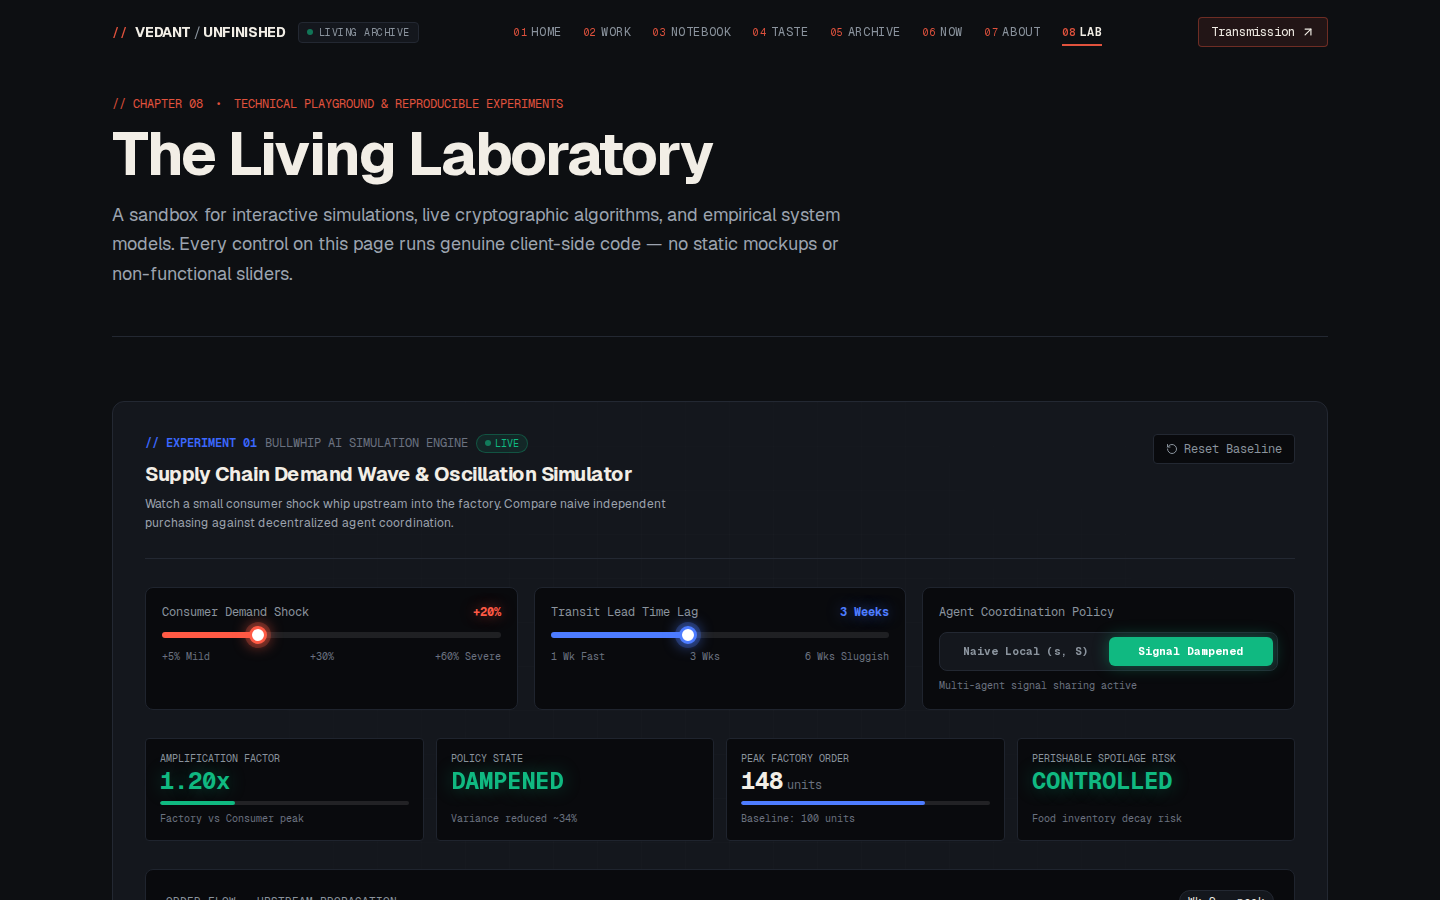 // VEDANT / UNFINISHED
LIVING ARCHIVE
01 HOME
02 WORK
03 NOTEBOOK
04 TASTE
05 ARCHIVE
06 NOW
07 ABOUT
08 LAB
Transmission
// CHAPTER 08 • TECHNICAL PLAYGROUND & REPRODUCIBLE EXPERIMENTS
The Living Laboratory
A sandbox for interactive simulations, live cryptographic algorithms, and empirical system
models. Every control on this page runs genuine client-side code — no static mockups or
non-functional sliders.
// EXPERIMENT 01 BULLWHIP AI SIMULATION ENGINE
LIVE
Reset Baseline
Supply Chain Demand Wave & Oscillation Simulator
Watch a small consumer shock whip upstream into the factory. Compare naive independent
purchasing against decentralized agent coordination.
Consumer Demand Shock
+20%
+5% Mild
+30%
+60% Severe
Transit Lead Time Lag
3 Weeks
1 Wk Fast
3 Wks
6 Wks Sluggish
Agent Coordination Policy
Naive Local (s, S)
Signal Dampened
Multi-agent signal sharing active
AMPLIFICATION FACTOR
1.20x
Factory vs Consumer peak
POLICY STATE
DAMPENED
Variance reduced ~34%
PEAK FACTORY ORDER
148 units
Baseline: 100 units
PERISHABLE SPOILAGE RISK
CONTROLLED
Food inventory decay risk